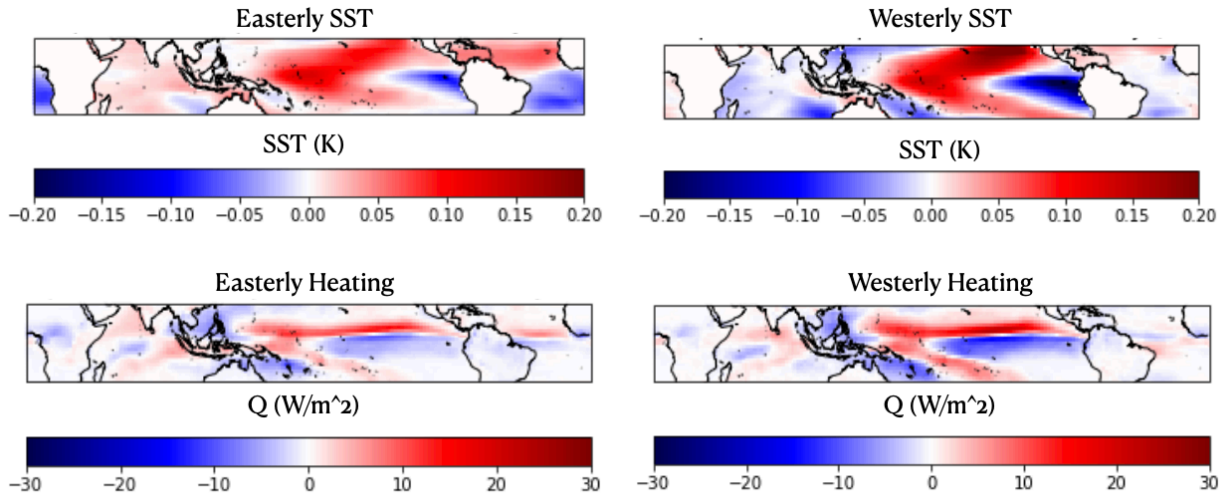 Easterly SST
Westerly SST
SST (K)
SST (K)
−0.20 −0.15 −0.10 −0.05 0.00 0.05 0.10 0.15 0.20
−0.20 −0.15 −0.10 −0.05 0.00 0.05 0.10 0.15 0.20
Easterly Heating
Westerly Heating
Q (W/m^2)
Q (W/m^2)
−30 −20 −10 0 10 20 30
−30 −20 −10 0 10 20 30